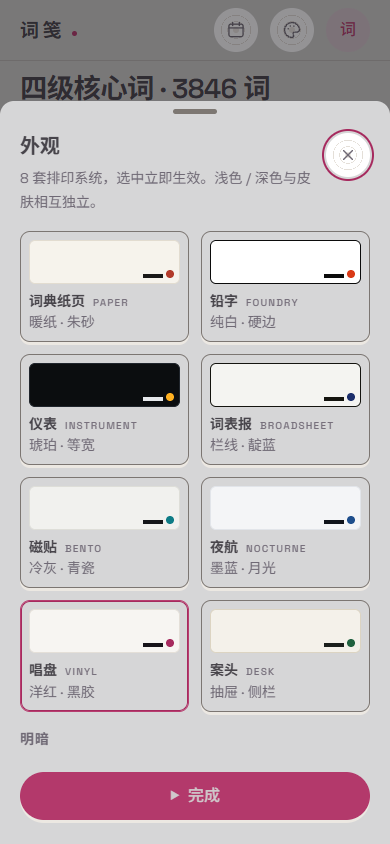 词笺
词
四级核心词 · 3846 词
外观
8 套排印系统，选中立即生效。浅色 / 深色与皮
肤相互独立。
词典纸页 PAPER
暖纸 · 朱砂
铅字 FOUNDRY
纯白 · 硬边
仪表 INSTRUMENT
琥珀 · 等宽
词表报 BROADSHEET
栏线 · 靛蓝
磁贴 BENTO
冷灰 · 青瓷
夜航 NOCTURNE
墨蓝 · 月光
唱盘 VINYL
洋红 · 黑胶
案头 DESK
抽屉 · 侧栏
明暗
完成